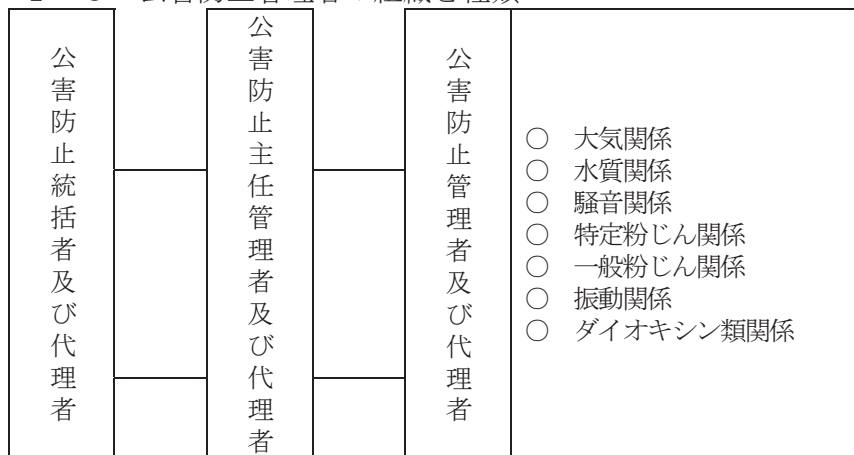 公害防止統括者及び代理者
公害防止主任管理者及び代理者
公害防止管理者及び代理者
○ 大気関係
○ 水質関係
○ 騒音関係
○ 特定粉じん関係
○ 一般粉じん関係
○ 振動関係
○ ダイオキシン類関係